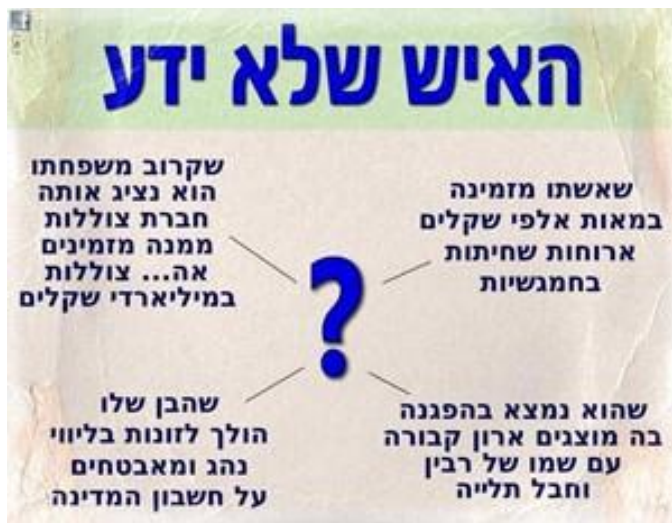 האיש שלא ידע
שאשתו מזמינה
במאות אלפי שקלים
ארוחות שחיתות
בחמגשיות
שקרוב משפחתו
הוא נציג אותה
חברת צוללות
ממנה מזמינים
אה... צוללות
במיליארדי שקלים
?
שהוא נמצא בהפגנה
בה מוצגים ארון קבורה
עם שמו של רבין
וחבל תלייה
שהבן שלו
הולך לזונות בליווי
נהג ומאבטחים
על חשבון המדינה